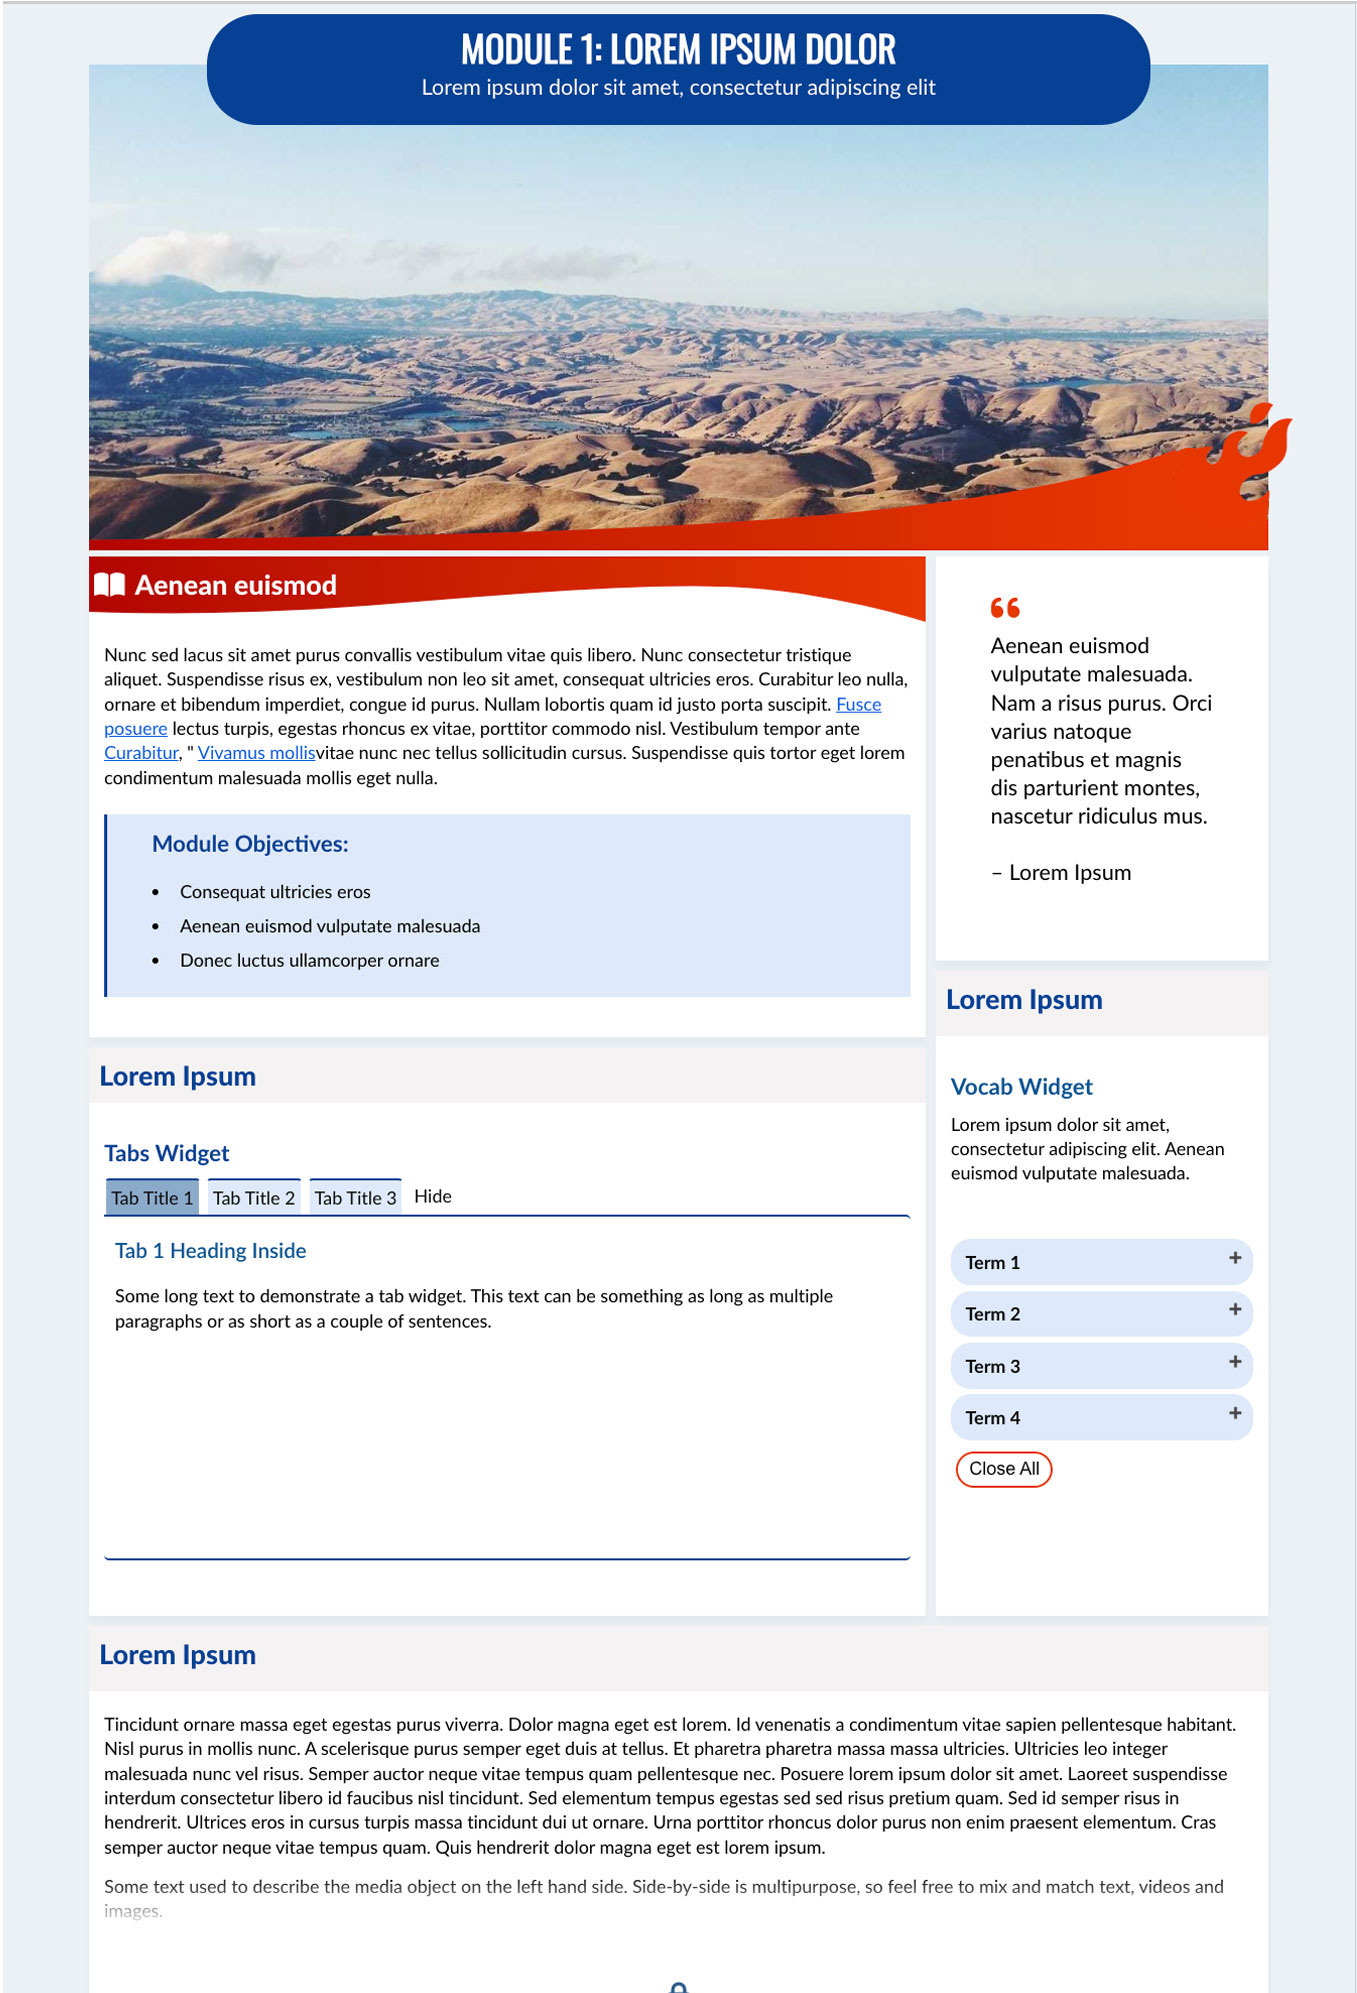 MODULE 1: LOREM IPSUM DOLOR
Lorem ipsum dolor sit amet, consectetur adipiscing elit
Aenean euismod
Nunc sed lacus sit amet purus convallis vestibulum vitae quis libero. Nunc consectetur tristique
aliquet. Suspendisse risus ex, vestibulum non leo sit amet, consequat ultricies eros. Curabitur leo nulla,
ornare et bibendum imperdiet, congue id purus. Nullam lobortis quam id justo porta suscipit. Fusce
posuere lectus turpis, egestas rhoncus ex vitae, porttitor commodo nisl. Vestibulum tempor ante
Curabitur, " Vivamus mollisvitae nunc nec tellus sollicitudin cursus. Suspendisse quis tortor eget lorem
condimentum malesuada mollis eget nulla.
Module Objectives:
• Consequat ultricies eros
• Aenean euismod vulputate malesuada
• Donec luctus ullamcorper ornare
“
Aenean euismod
vulputate malesuada.
Nam a risus purus. Orci
varius natoque
penatibus et magnis
dis parturient montes,
nascetur ridiculus mus.
– Lorem Ipsum
Lorem Ipsum
Tabs Widget
Tab Title 1 Tab Title 2 Tab Title 3 Hide
Tab 1 Heading Inside
Some long text to demonstrate a tab widget. This text can be something as long as multiple
paragraphs or as short as a couple of sentences.
Lorem Ipsum
Vocab Widget
Lorem ipsum dolor sit amet,
consectetur adipiscing elit. Aenean
euismod vulputate malesuada.
Term 1 +
Term 2 +
Term 3 +
Term 4 +
Close All
Lorem Ipsum
Tincidunt ornare massa eget egestas purus viverra. Dolor magna eget est lorem. Id venenatis a condimentum vitae sapien pellentesque habitant.
Nisl purus in mollis nunc. A scelerisque purus semper eget duis at tellus. Et pharetra pharetra massa massa ultricies. Ultricies leo integer
malesuada nunc vel risus. Semper auctor neque vitae tempus quam pellentesque nec. Posuere lorem ipsum dolor sit amet. Laoreet suspendisse
interdum consectetur libero id faucibus nisl tincidunt. Sed elementum tempus egestas sed sed risus pretium quam. Sed id semper risus in
hendrerit. Ultrices eros in cursus turpis massa tincidunt dui ut ornare. Urna porttitor rhoncus dolor purus non enim praesent elementum. Cras
semper auctor neque vitae tempus quam. Quis hendrerit dolor magna eget est lorem ipsum.
Some text used to describe the media object on the left hand side. Side-by-side is multipurpose, so feel free to mix and match text, videos and
images.